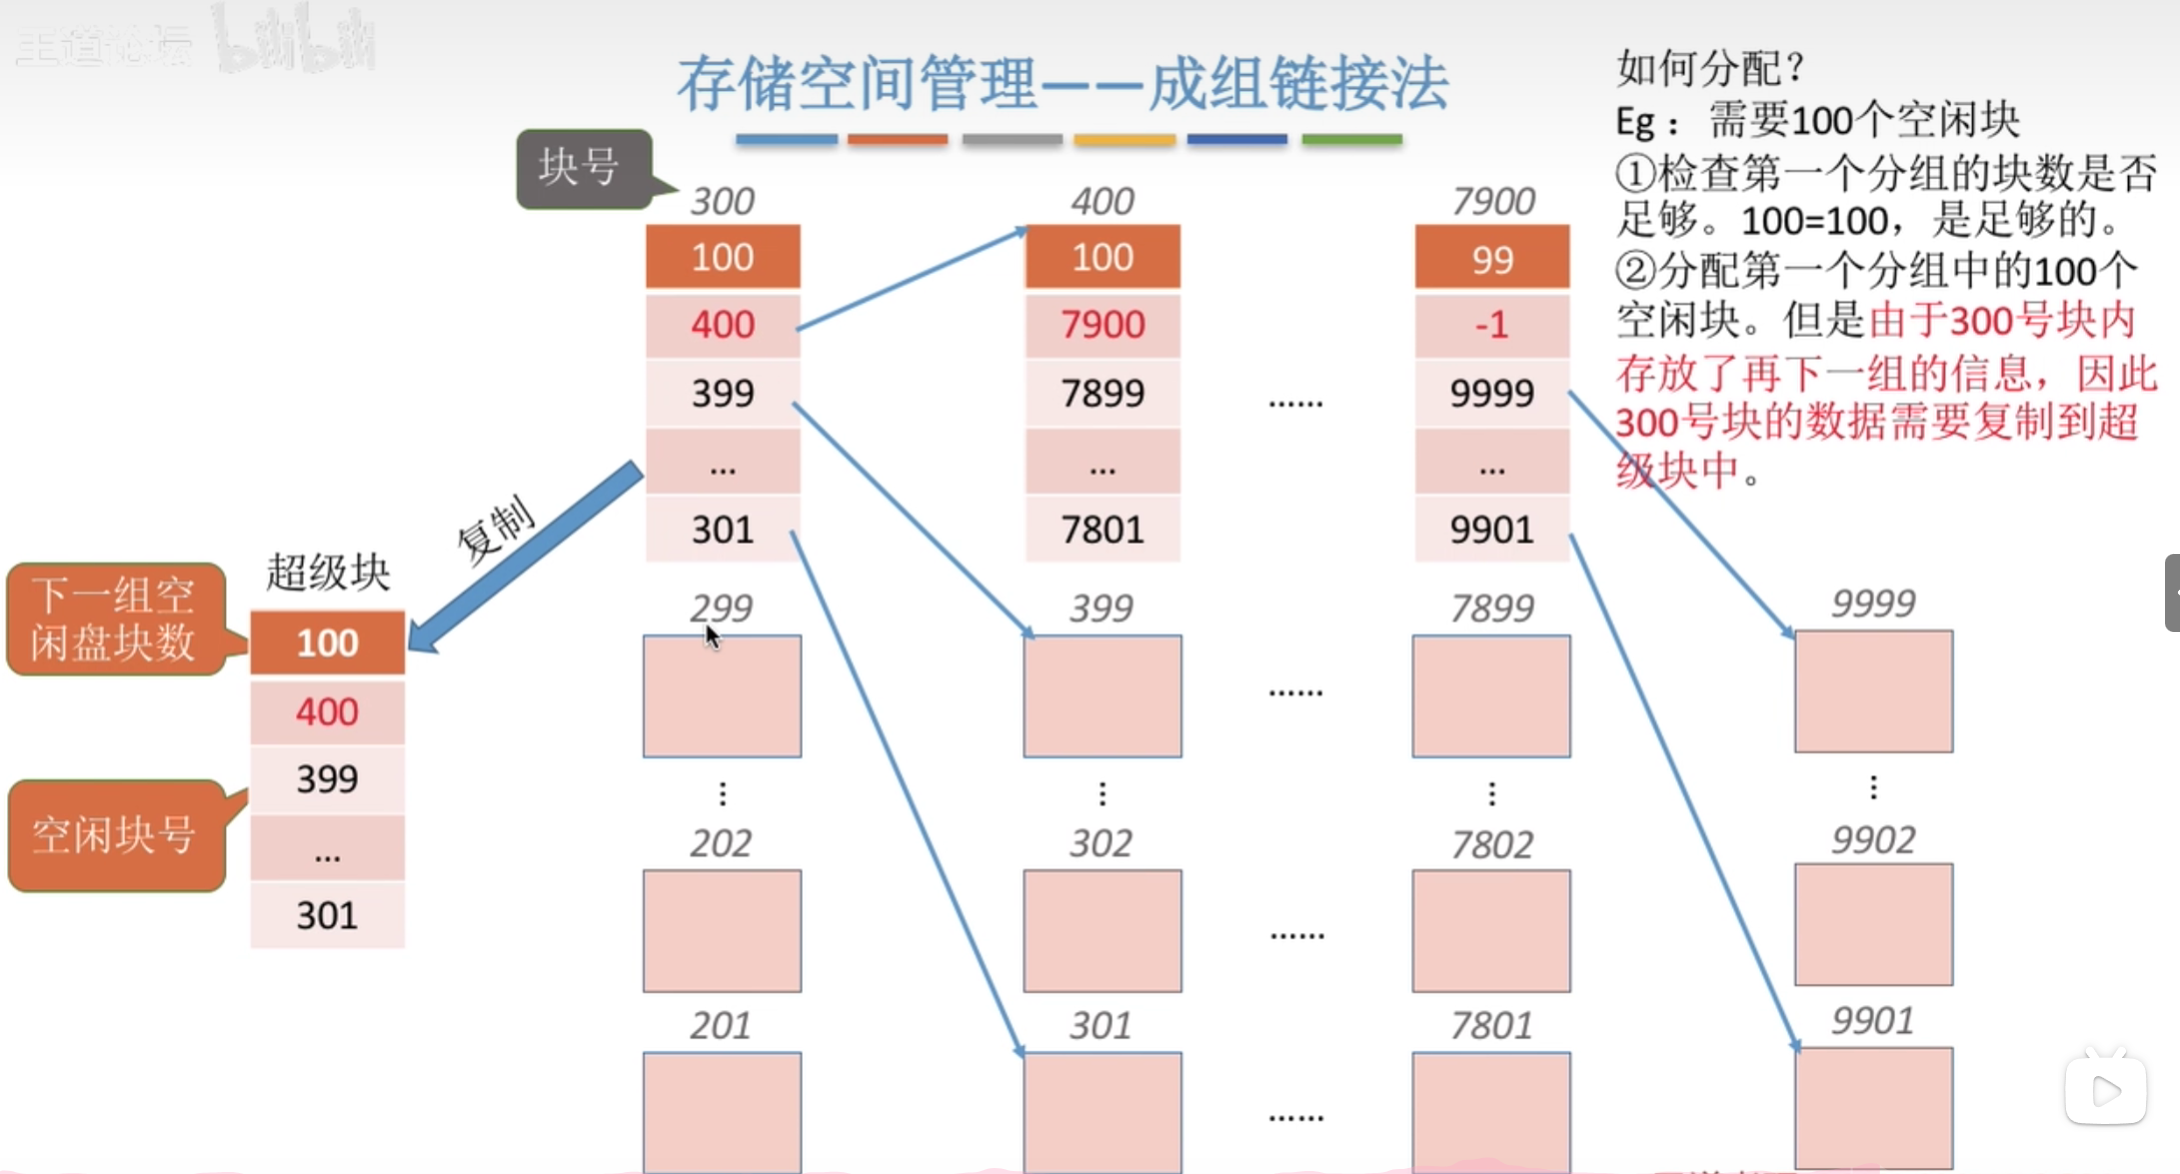 王道论坛 bilibili
存储空间管理——成组链接法
如何分配？
Eg： 需要100个空闲块
①检查第一个分组的块数是否
足够。100=100，是足够的。
②分配第一个分组中的100个
空闲块。但是由于300号块内
存放了再下一组的信息，因此
300号块的数据需要复制到超
级块中。
块号
300
100
400
399
...
301
400
100
7900
7899
...
7801
......
7900
99
-1
9999
...
9901
复制
超级块
下一组空
闲盘块数
空闲块号
100
400
399
...
301
299
399
......
7899
9999
⋮
⋮
⋮
⋮
202
302
......
7802
9902
201
301
......
7801
9901